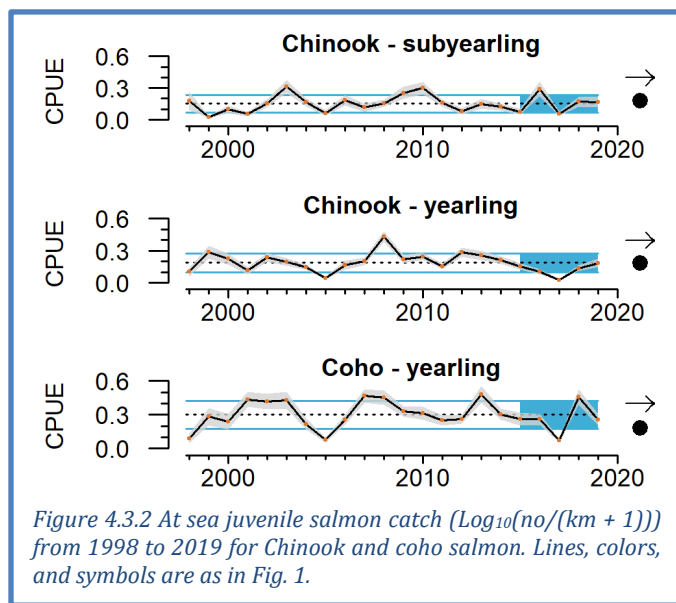 Chinook - subyearling
CPUE
0.6
0.3
0.0
2000 2010 2020
Chinook - yearling
CPUE
0.6
0.3
0.0
2000 2010 2020
Coho - yearling
CPUE
0.6
0.3
0.0
2000 2010 2020
Figure 4.3.2 At sea juvenile salmon catch (Log₁₀(no/(km + 1)))
from 1998 to 2019 for Chinook and coho salmon. Lines, colors,
and symbols are as in Fig. 1.